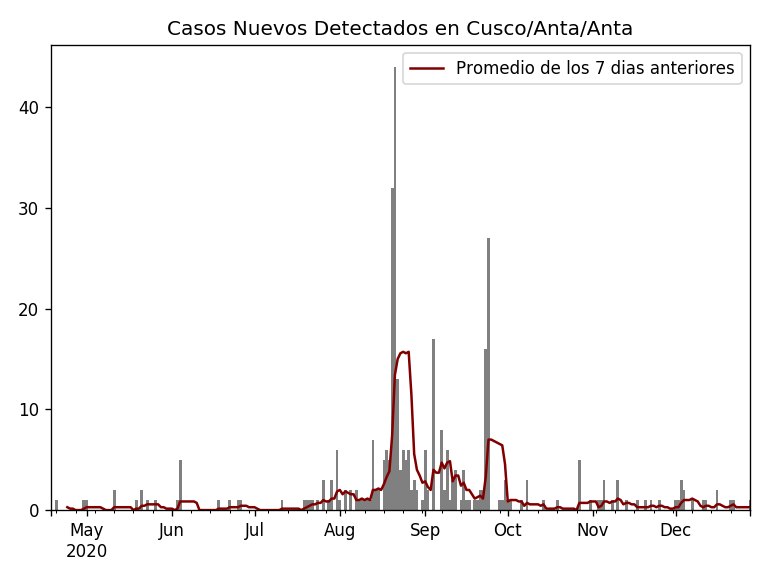 Casos Nuevos Detectados en Cusco/Anta/Anta
Promedio de los 7 dias anteriores
40
30
20
10
0
May Jun Jul Aug Sep Oct Nov Dec
2020